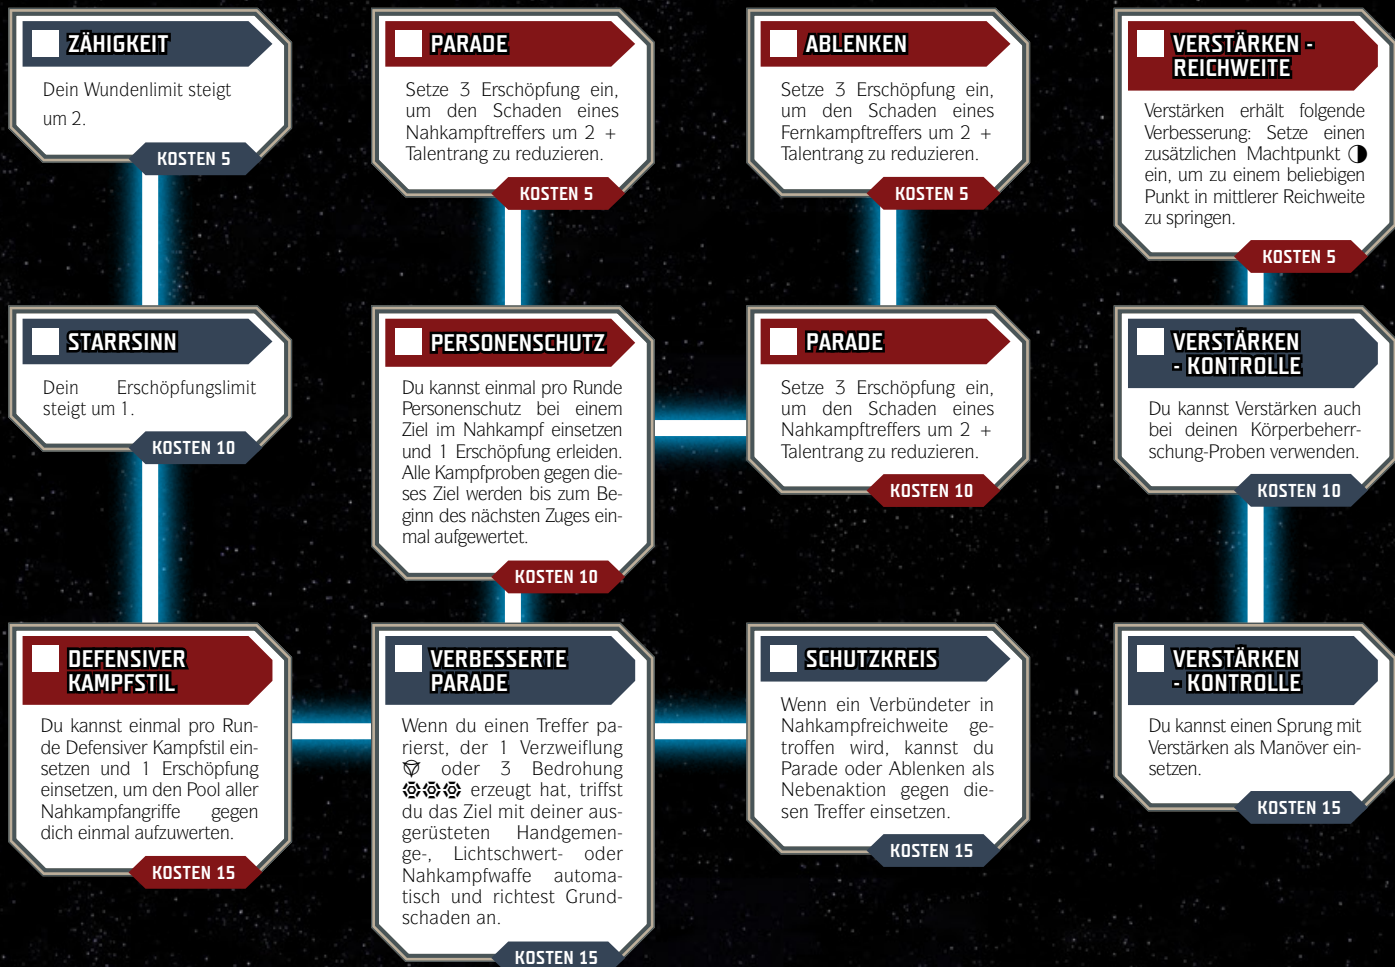 ZÄHIGKEIT
Dein Wundenlimit steigt
um 2.
KOSTEN 5
PARADE
Setze 3 Erschöpfung ein,
um den Schaden eines
Nahkampftreffers um 2 +
Talentrang zu reduzieren.
KOSTEN 5
ABLENKEN
Setze 3 Erschöpfung ein,
um den Schaden eines
Fernkampftreffers um 2 +
Talentrang zu reduzieren.
KOSTEN 5
VERSTÄRKEN -
REICHWEITE
Verstärken erhält folgende
Verbesserung: Setze einen
zusätzlichen Machtpunkt
ein, um zu einem beliebigen
Punkt in mittlerer Reichweite
zu springen.
KOSTEN 5
STARRSINN
Dein Erschöpfungslimit
steigt um 1.
KOSTEN 10
PERSONENSCHUTZ
Du kannst einmal pro Runde
Personenschutz bei einem
Ziel im Nahkampf einsetzen
und 1 Erschöpfung erleiden.
Alle Kampfproben gegen die-
ses Ziel werden bis zum Be-
ginn des nächsten Zuges ein-
mal aufgewertet.
KOSTEN 10
PARADE
Setze 3 Erschöpfung ein,
um den Schaden eines
Nahkampftreffers um 2 +
Talentrang zu reduzieren.
KOSTEN 10
VERSTÄRKEN
- KONTROLLE
Du kannst Verstärken auch
bei deinen Körperbeherr-
schung-Proben verwenden.
KOSTEN 10
DEFENSIVER
KAMPFSTIL
Du kannst einmal pro Run-
de Defensiver Kampfstil ein-
setzen und 1 Erschöpfung
einsetzen, um den Pool aller
Nahkampfangriffe gegen
dich einmal aufzuwerten.
KOSTEN 15
VERBESSERTE
PARADE
Wenn du einen Treffer pa-
rierst, der 1 Verzweiflung
oder 3 Bedrohung
erzeugt hat, triffst
du das Ziel mit deiner aus-
gerüsteten Handgemen-
ge-, Lichtschwert- oder
Nahkampfwaffe automa-
tisch und richtest Grund-
schaden an.
KOSTEN 15
SCHUTZKREIS
Wenn ein Verbündeter in
Nahkampfreichweite ge-
troffen wird, kannst du
Parade oder Ablenken als
Nebenaktion gegen die-
sen Treffer einsetzen.
KOSTEN 15
VERSTÄRKEN
- KONTROLLE
Du kannst einen Sprung mit
Verstärken als Manöver ein-
setzen.
KOSTEN 15